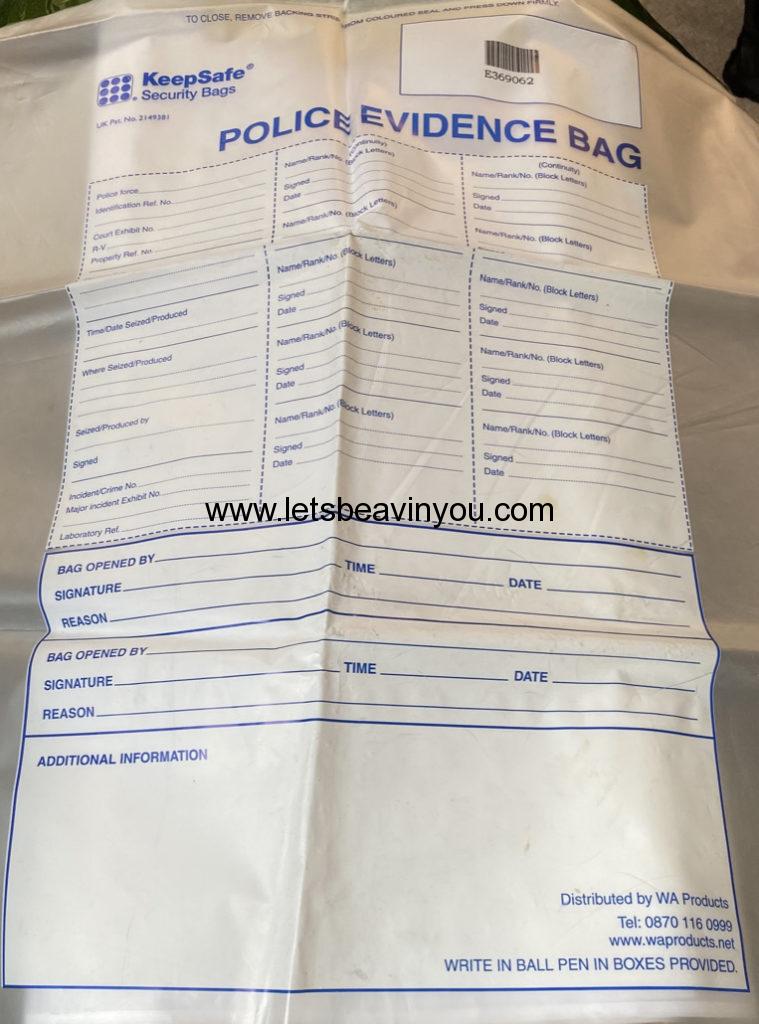 TO CLOSE, REMOVE BACKING STRIP FROM COLOURED SEAL AND PRESS DOWN FIRMLY.
KeepSafe®
Security Bags
UK Pat. No. 2149381
E369062
POLICE EVIDENCE BAG
Police force
Identification Ref. No.
Court Exhibit No.
R-V
Property Ref. No.
Time/Date Seized/Produced
Where Seized/Produced
Seized/Produced by
Signed
Incident/Crime No.
Major incident Exhibit No.
Laboratory Ref.
(Continuity)
Name/Rank/No. (Block Letters)
Signed
Date
Name/Rank/No. (Block Letters)
Name/Rank/No. (Block Letters)
Signed
Date
Name/Rank/No. (Block Letters)
Signed
Date
Name/Rank/No. (Block Letters)
Signed
Date
(Continuity)
Name/Rank/No. (Block Letters)
Signed
Date
Name/Rank/No. (Block Letters)
Name/Rank/No. (Block Letters)
Signed
Date
Name/Rank/No. (Block Letters)
Signed
Date
Name/Rank/No. (Block Letters)
Signed
Date
www.letsbeavinyou.com
BAG OPENED BY
SIGNATURE TIME DATE
REASON
BAG OPENED BY
SIGNATURE TIME DATE
REASON
ADDITIONAL INFORMATION
Distributed by WA Products
Tel: 0870 116 0999
www.waproducts.net
WRITE IN BALL PEN IN BOXES PROVIDED.